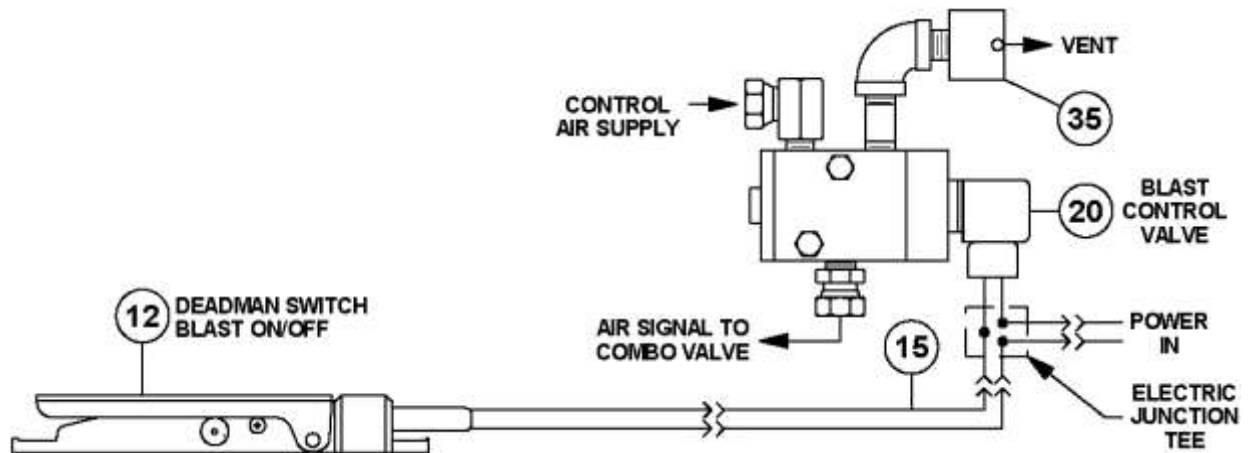 VENT
35
CONTROL
AIR SUPPLY
20
BLAST
CONTROL
VALVE
12
DEADMAN SWITCH
BLAST ON/OFF
AIR SIGNAL TO
COMBO VALVE
15
POWER
IN
ELECTRIC
JUNCTION
TEE